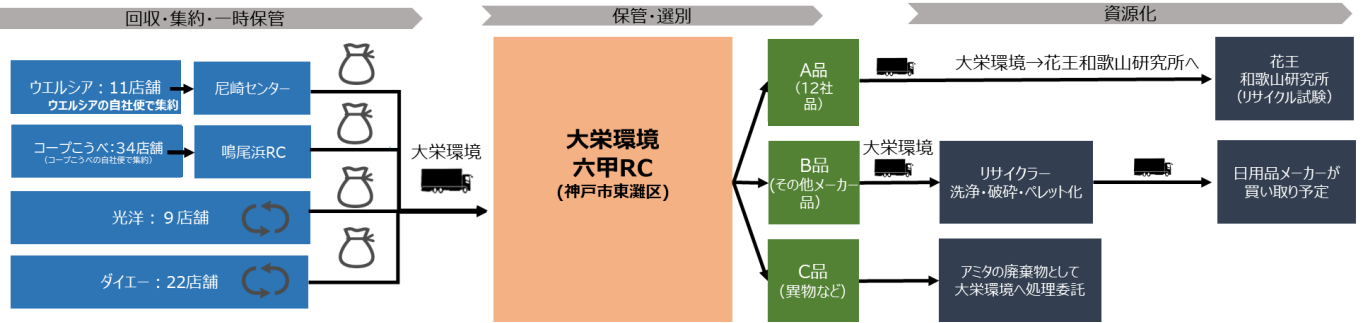 回収・集約・一時保管
保管・選別
資源化
ウエルシア：11店舗
ウエルシアの自社便で集約
尼崎センター
コープこうべ:34店舗
（コープこうべの自社便で集約）
鳴尾浜RC
光洋：９店舗
ダイエー：22店舗
大栄環境
大栄環境
六甲RC
(神戸市東灘区)
A品
（12社
品）
大栄環境→花王和歌山研究所へ
花王
和歌山研究所
（リサイクル試験）
B品
(その他メーカー
品）
大栄環境
リサイクラー
洗浄・破砕・ペレット化
日用品メーカーが
買い取り予定
C品
（異物など）
アミタの廃棄物として
大栄環境へ処理委託